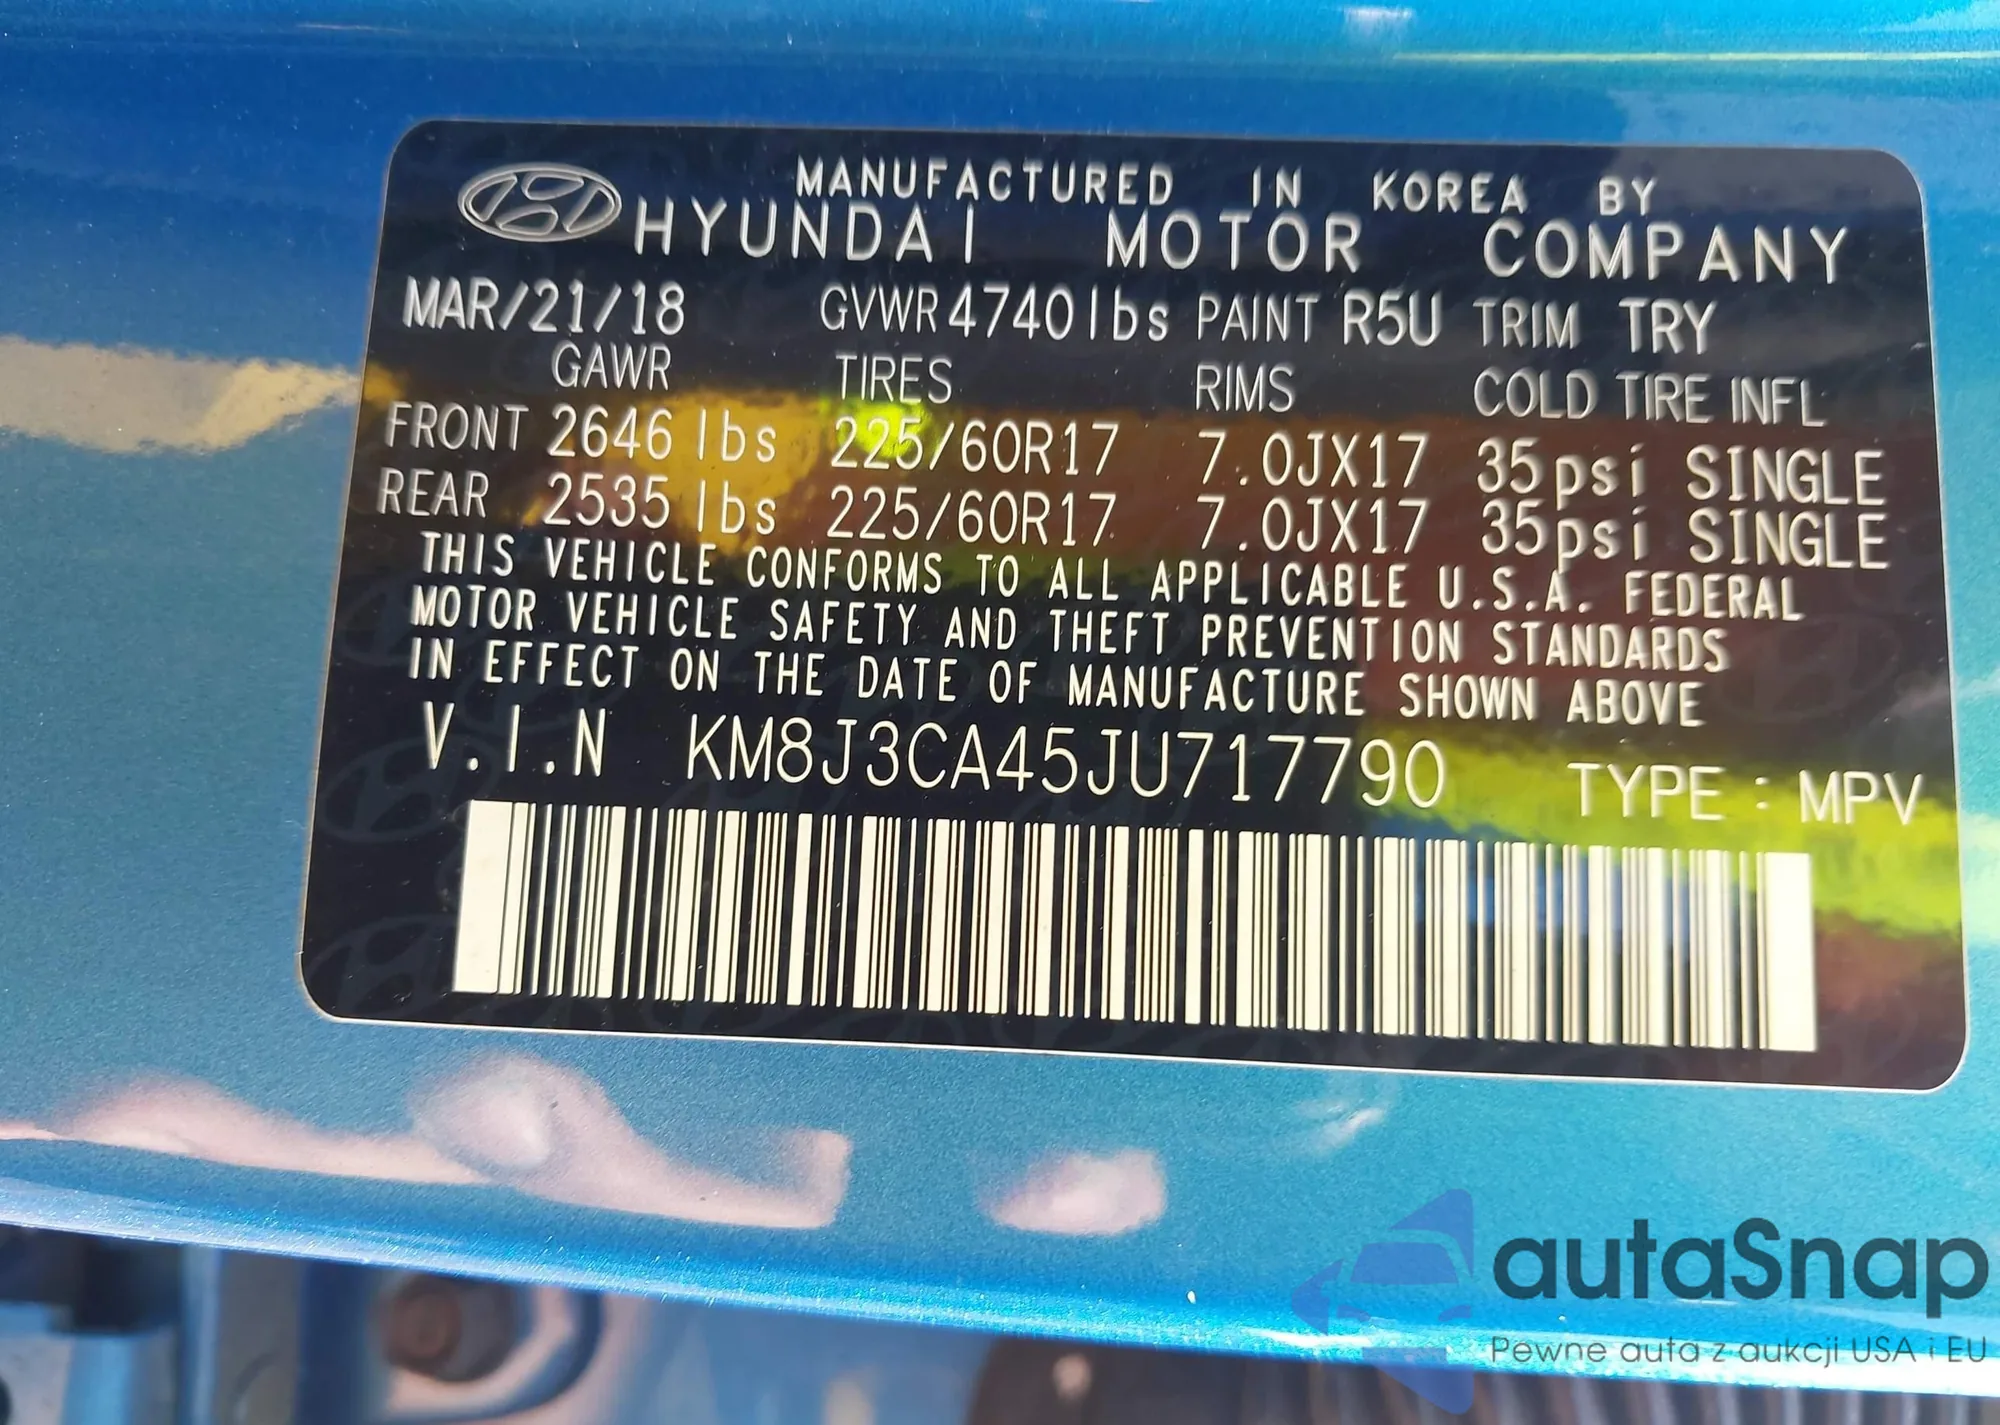 MANUFACTURED IN KOREA BY
HYUNDAI MOTOR COMPANY
MAR/21/18 GVWR 4740lbs PAINT R5U TRIM TRY
GAWR TIRES RIMS COLD TIRE INFL
FRONT 2646 lbs 225/60R17 7.0JX17 35psi SINGLE
REAR 2535 lbs 225/60R17 7.0JX17 35psi SINGLE
THIS VEHICLE CONFORMS TO ALL APPLICABLE U.S.A. FEDERAL
MOTOR VEHICLE SAFETY AND THEFT PREVENTION STANDARDS
IN EFFECT ON THE DATE OF MANUFACTURE SHOWN ABOVE
V.I.N KM8J3CA45JU717790 TYPE : MPV
autaSnap
Pewne auta z aukcji USA i EU